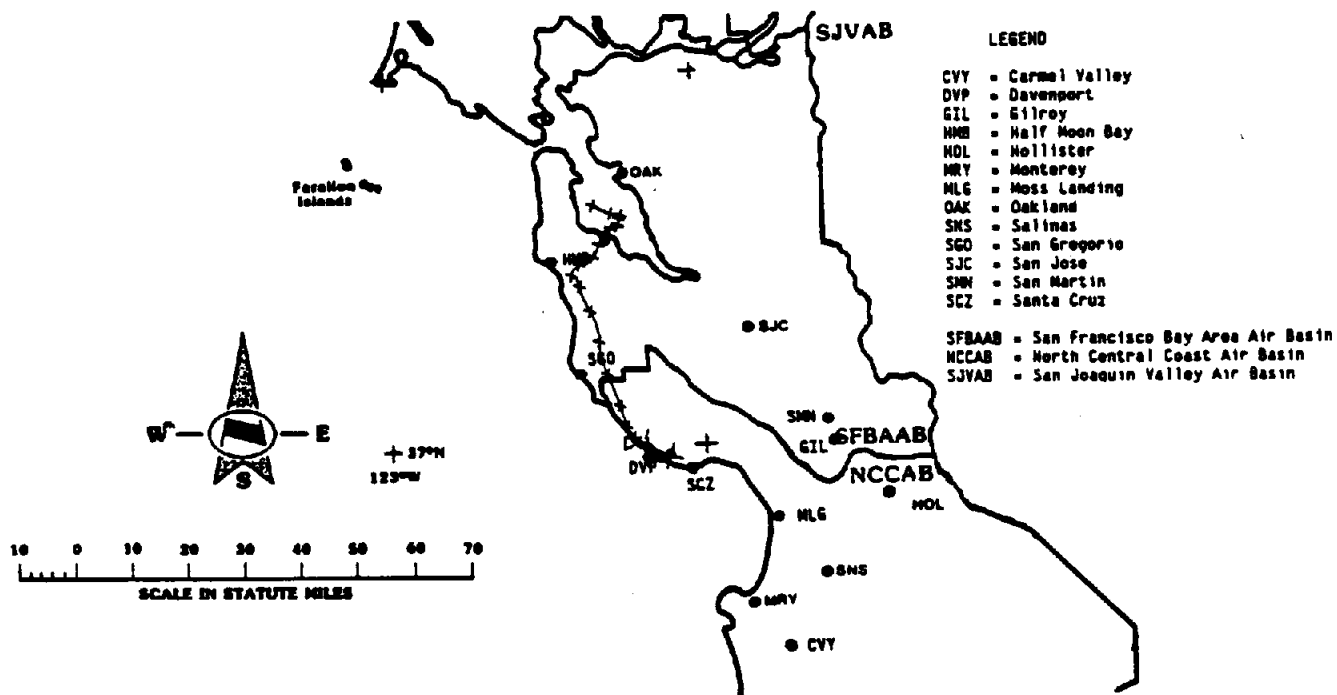 SJVAB
LEGEND
CVY = Carmel Valley
DVP = Davenport
GIL = Gilroy
HMB = Half Moon Bay
HOL = Hollister
MRY = Monterey
MLG = Moss Landing
OAK = Oakland
SNS = Salinas
SGO = San Gregorio
SJC = San Jose
SMN = San Martin
SCZ = Santa Cruz
SFBAAB = San Francisco Bay Area Air Basin
NCCAB = North Central Coast Air Basin
SJVAB = San Joaquin Valley Air Basin
Farallon
Islands
OAK
HMB
SJC
SGO
SMN
GIL
SFBAAB
NCCAB
HOL
W
E
S
37°N
123°W
DVP
SCZ
MLG
SNS
MRY
CVY
10 0 10 20 30 40 50 60 70
SCALE IN STATUTE MILES